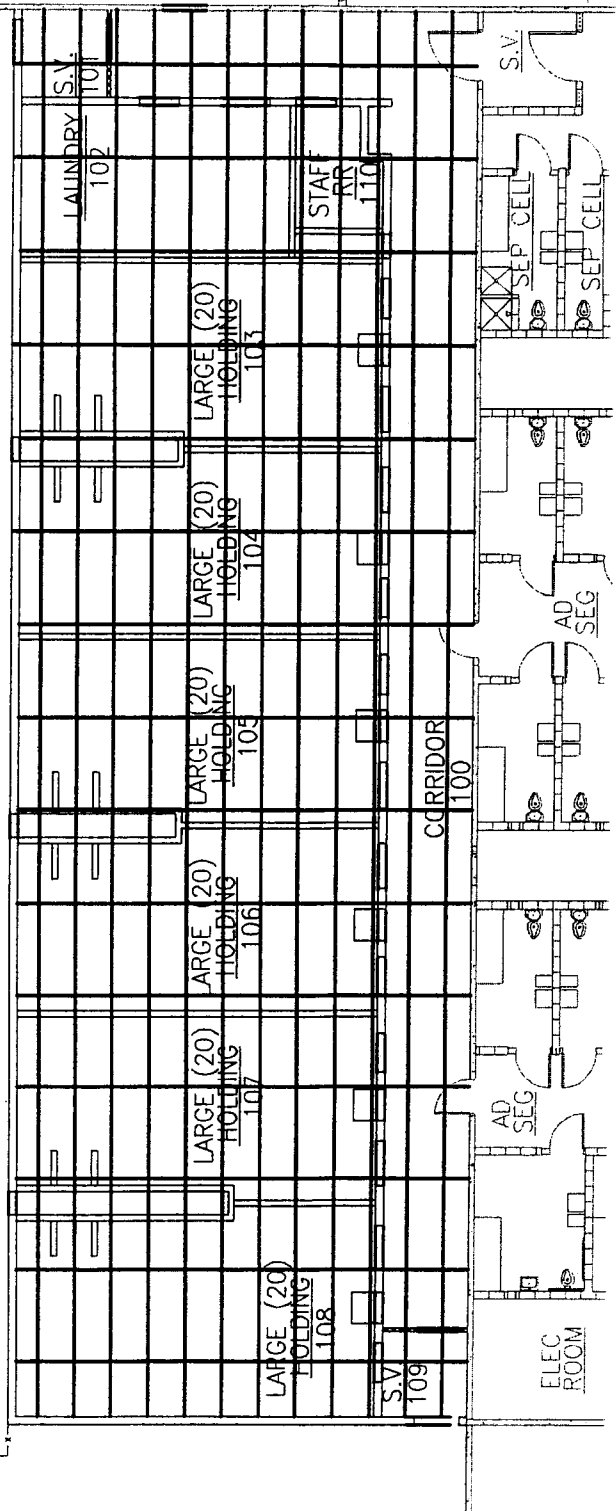 S.V.
101
LAUNDRY
102
STAFF
RR
110
LARGE (20)
HOLDING
103
LARGE (20)
HOLDING
104
LARGE (20)
HOLDING
105
LARGE (20)
HOLDING
106
LARGE (20)
HOLDING
107
LARGE (20)
HOLDING
108
S.V.
109
CORRIDOR
100
S.V.
SEP CELL
SEP CELL
AD
SEG
AD
SEG
ELEC
ROOM